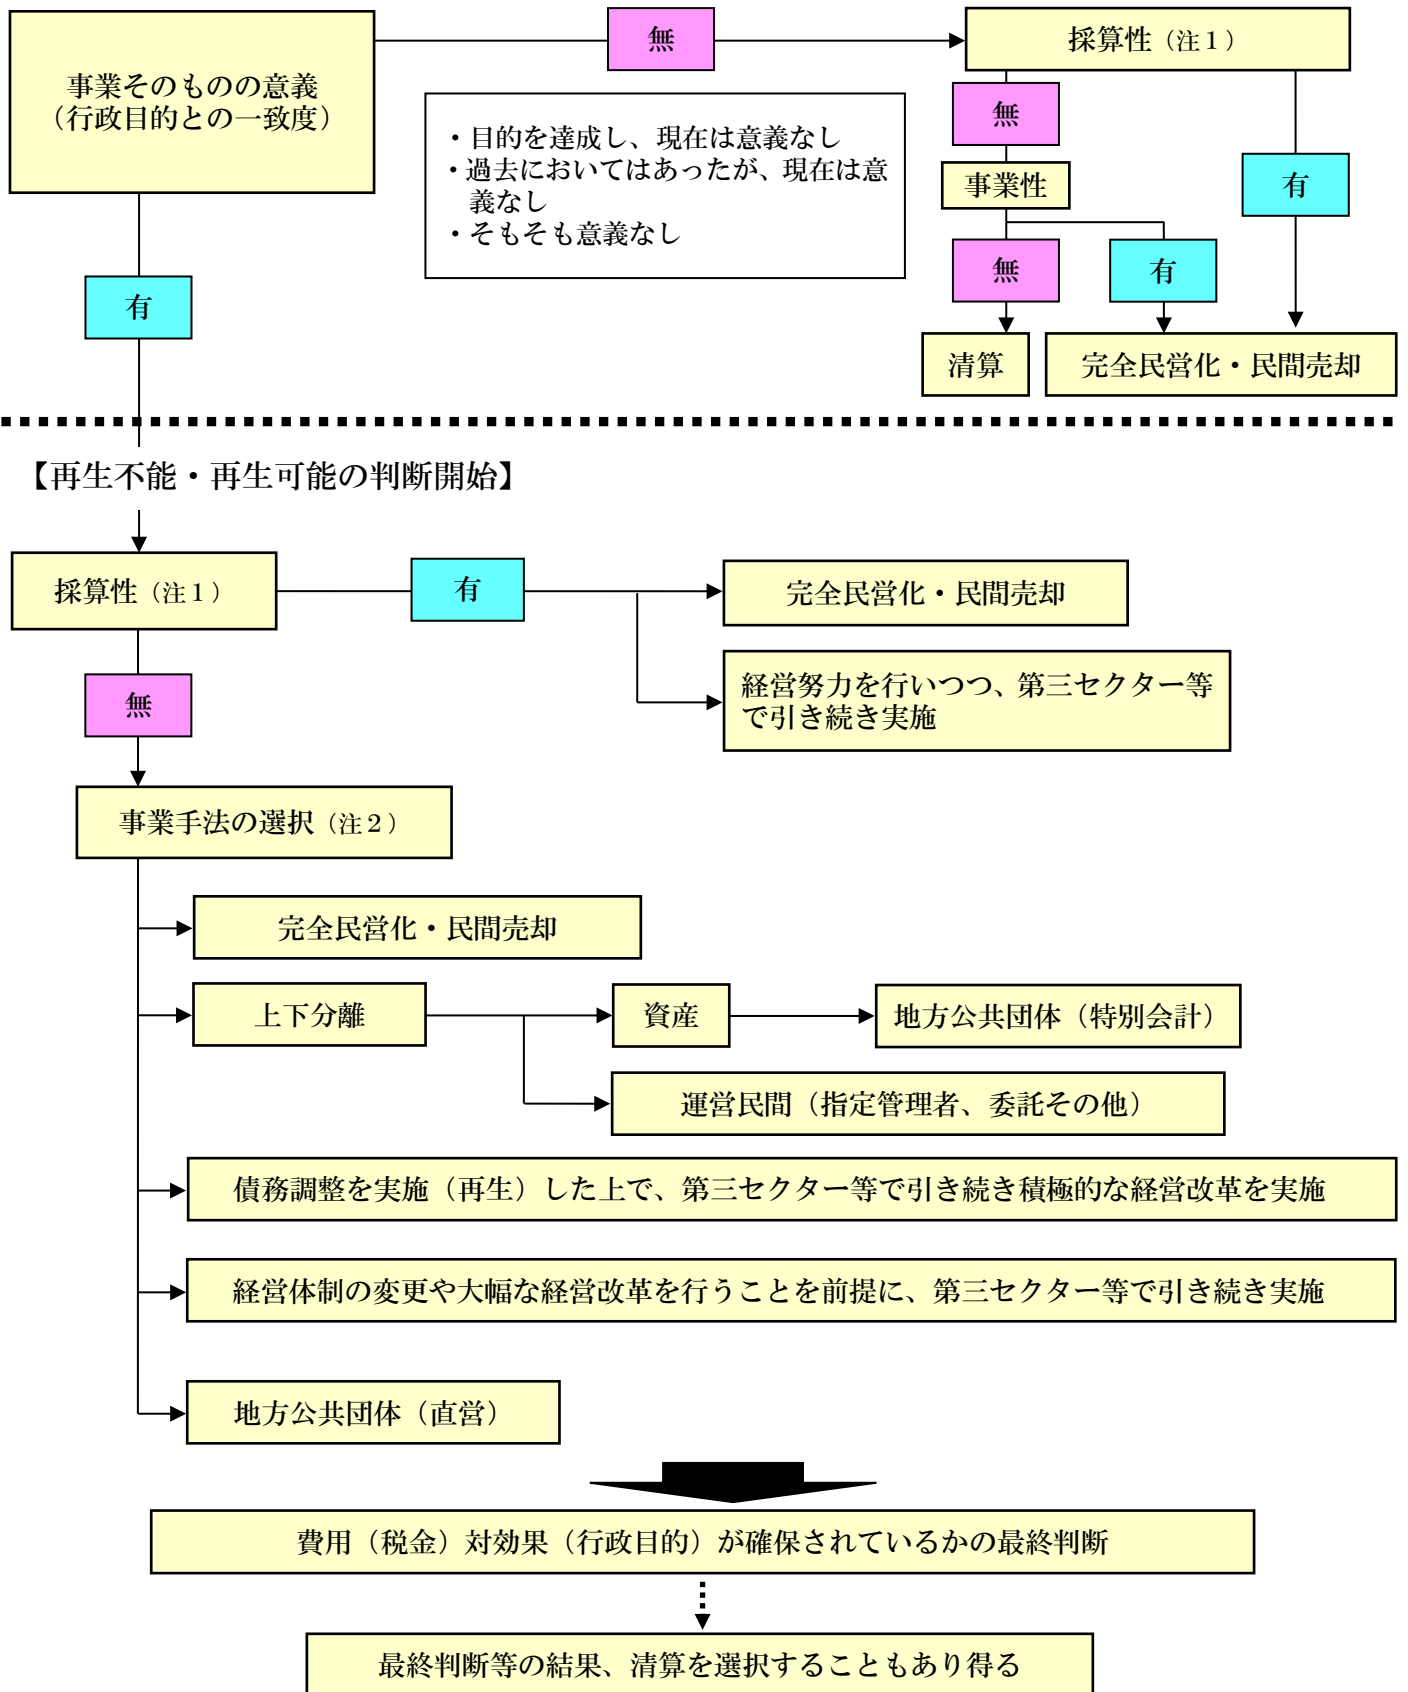 事業そのものの意義
（行政目的との一致度）
無
採算性（注１）
・目的を達成し、現在は意義なし
・過去においてはあったが、現在は意
義なし
・そもそも意義なし
無
事業性
有
無
有
有
清算
完全民営化・民間売却
【再生不能・再生可能の判断開始】
採算性（注１）
有
完全民営化・民間売却
経営努力を行いつつ、第三セクター等
で引き続き実施
無
事業手法の選択（注２）
完全民営化・民間売却
上下分離
資産
地方公共団体（特別会計）
運営民間（指定管理者、委託その他）
債務調整を実施（再生）した上で、第三セクター等で引き続き積極的な経営改革を実施
経営体制の変更や大幅な経営改革を行うことを前提に、第三セクター等で引き続き実施
地方公共団体（直営）
費用（税金）対効果（行政目的）が確保されているかの最終判断
最終判断等の結果、清算を選択することもあり得る